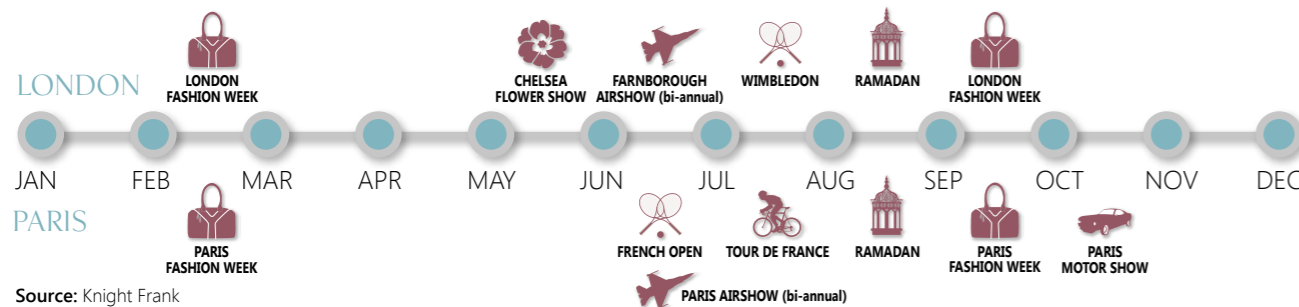 LONDON
LONDON
FASHION WEEK
CHELSEA
FLOWER SHOW
FARNBOROUGH
AIRSHOW (bi-annual)
WIMBLEDON
RAMADAN
LONDON
FASHION WEEK
JAN FEB MAR APR MAY JUN JUL AUG SEP OCT NOV DEC
PARIS
PARIS
FASHION WEEK
FRENCH OPEN
TOUR DE FRANCE
RAMADAN
PARIS
FASHION WEEK
PARIS
MOTOR SHOW
PARIS AIRSHOW (bi-annual)
Source: Knight Frank